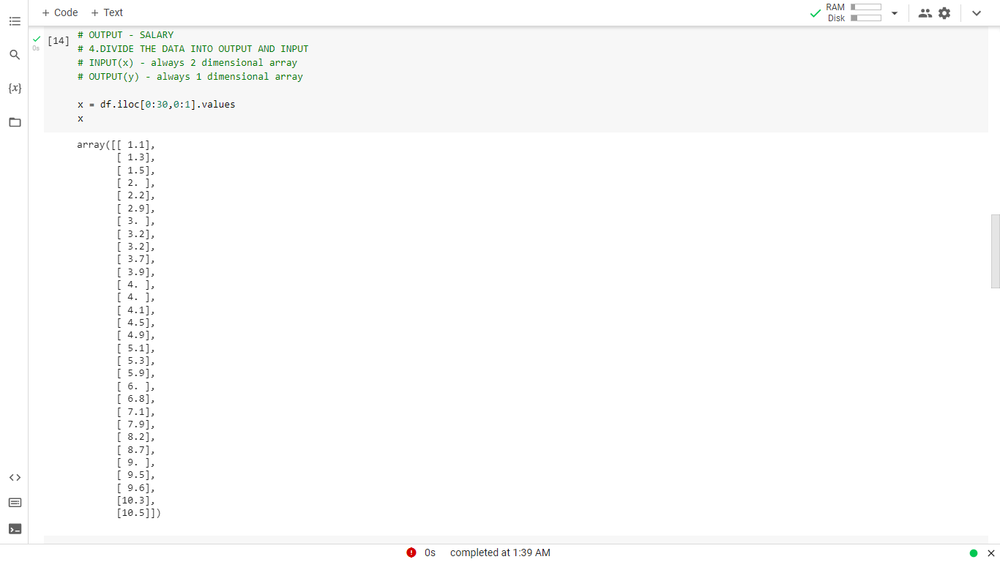 + Code + Text
RAM
Disk
{x}
0s
[14]
# OUTPUT - SALARY
# 4.DIVIDE THE DATA INTO OUTPUT AND INPUT
# INPUT(x) - always 2 dimensional array
# OUTPUT(y) - always 1 dimensional array
x = df.iloc[0:30,0:1].values
x
array([[ 1.1],
[ 1.3],
[ 1.5],
[ 2. ],
[ 2.2],
[ 2.9],
[ 3. ],
[ 3.2],
[ 3.2],
[ 3.7],
[ 3.9],
[ 4. ],
[ 4. ],
[ 4.1],
[ 4.5],
[ 4.9],
[ 5.1],
[ 5.3],
[ 5.9],
[ 6. ],
[ 6.8],
[ 7.1],
[ 7.9],
[ 8.2],
[ 8.7],
[ 9. ],
[ 9.5],
[ 9.6],
[10.3],
[10.5]])
0s completed at 1:39 AM